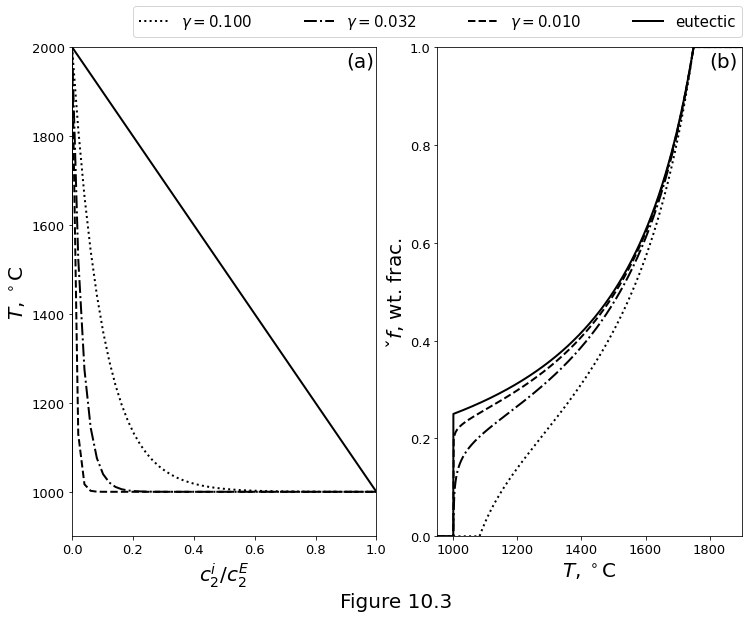 γ = 0.100 γ = 0.032 γ = 0.010 eutectic
(a) (b)
2000
1800
1600
1400
1200
1000
T, °C
0.0 0.2 0.4 0.6 0.8 1.0
c₂ⁱ/c₂ᴱ
1.0
0.8
0.6
0.4
0.2
0.0
f̌, wt. frac.
1000 1200 1400 1600 1800
T, °C
Figure 10.3